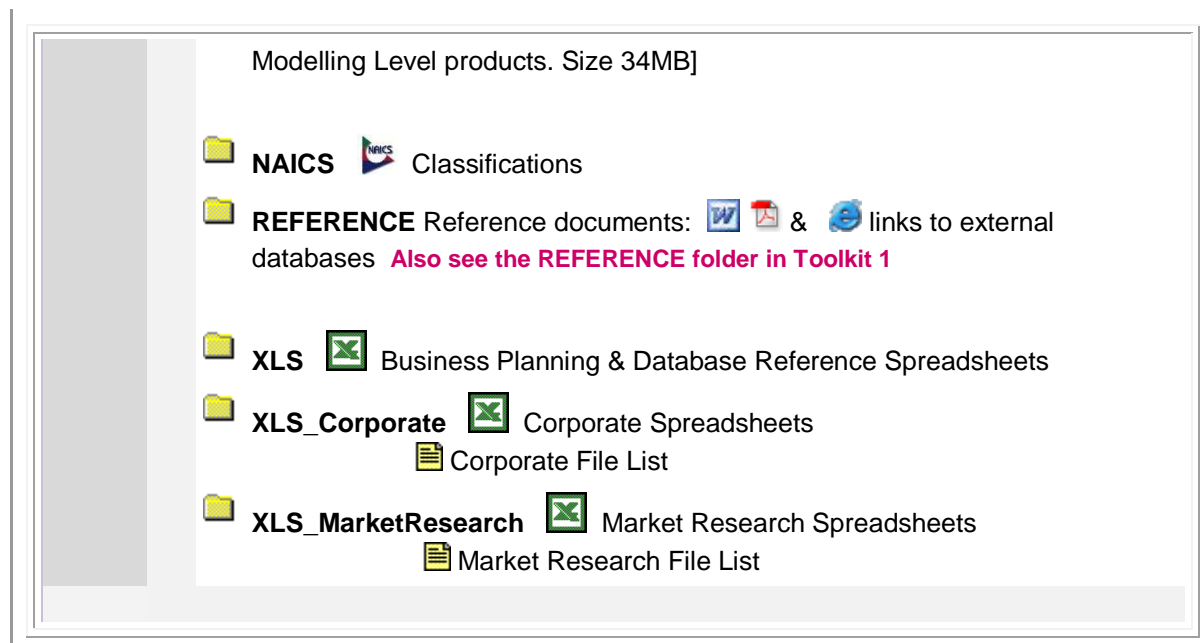 Modelling Level products. Size 34MB]
NAICS NAICS Classifications
REFERENCE Reference documents: W & links to external
databases Also see the REFERENCE folder in Toolkit 1
XLS Business Planning & Database Reference Spreadsheets
XLS_Corporate Corporate Spreadsheets
Corporate File List
XLS_MarketResearch Market Research Spreadsheets
Market Research File List